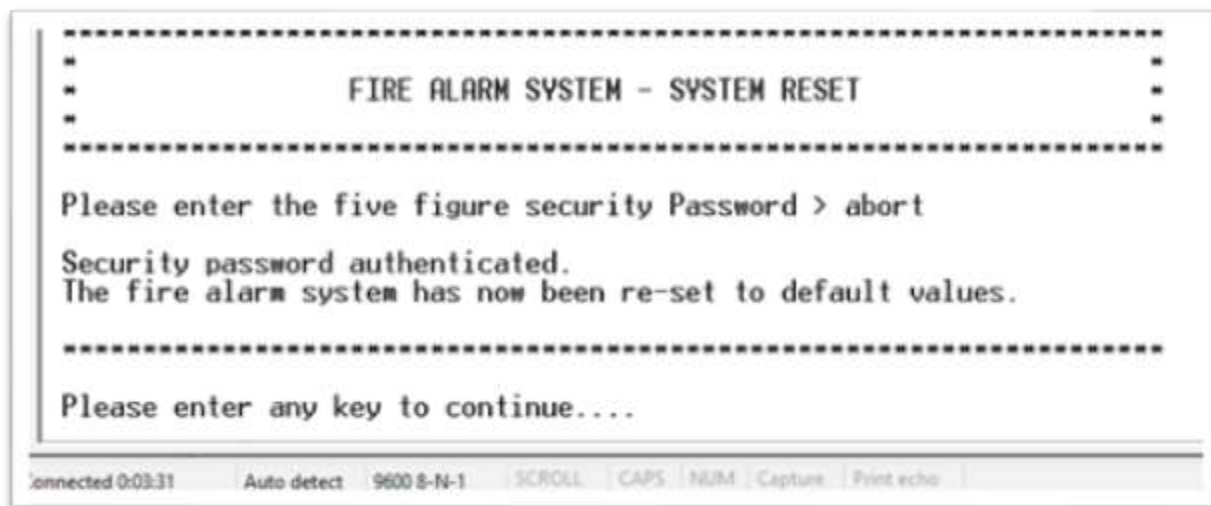 FIRE ALARM SYSTEM - SYSTEM RESET
Please enter the five figure security Password > abort
Security password authenticated.
The fire alarm system has now been re-set to default values.
Please enter any key to continue....
onnected 0:03:31 Auto detect 9600 8-N-1 SCROLL CAPS NUM Capture Print echo